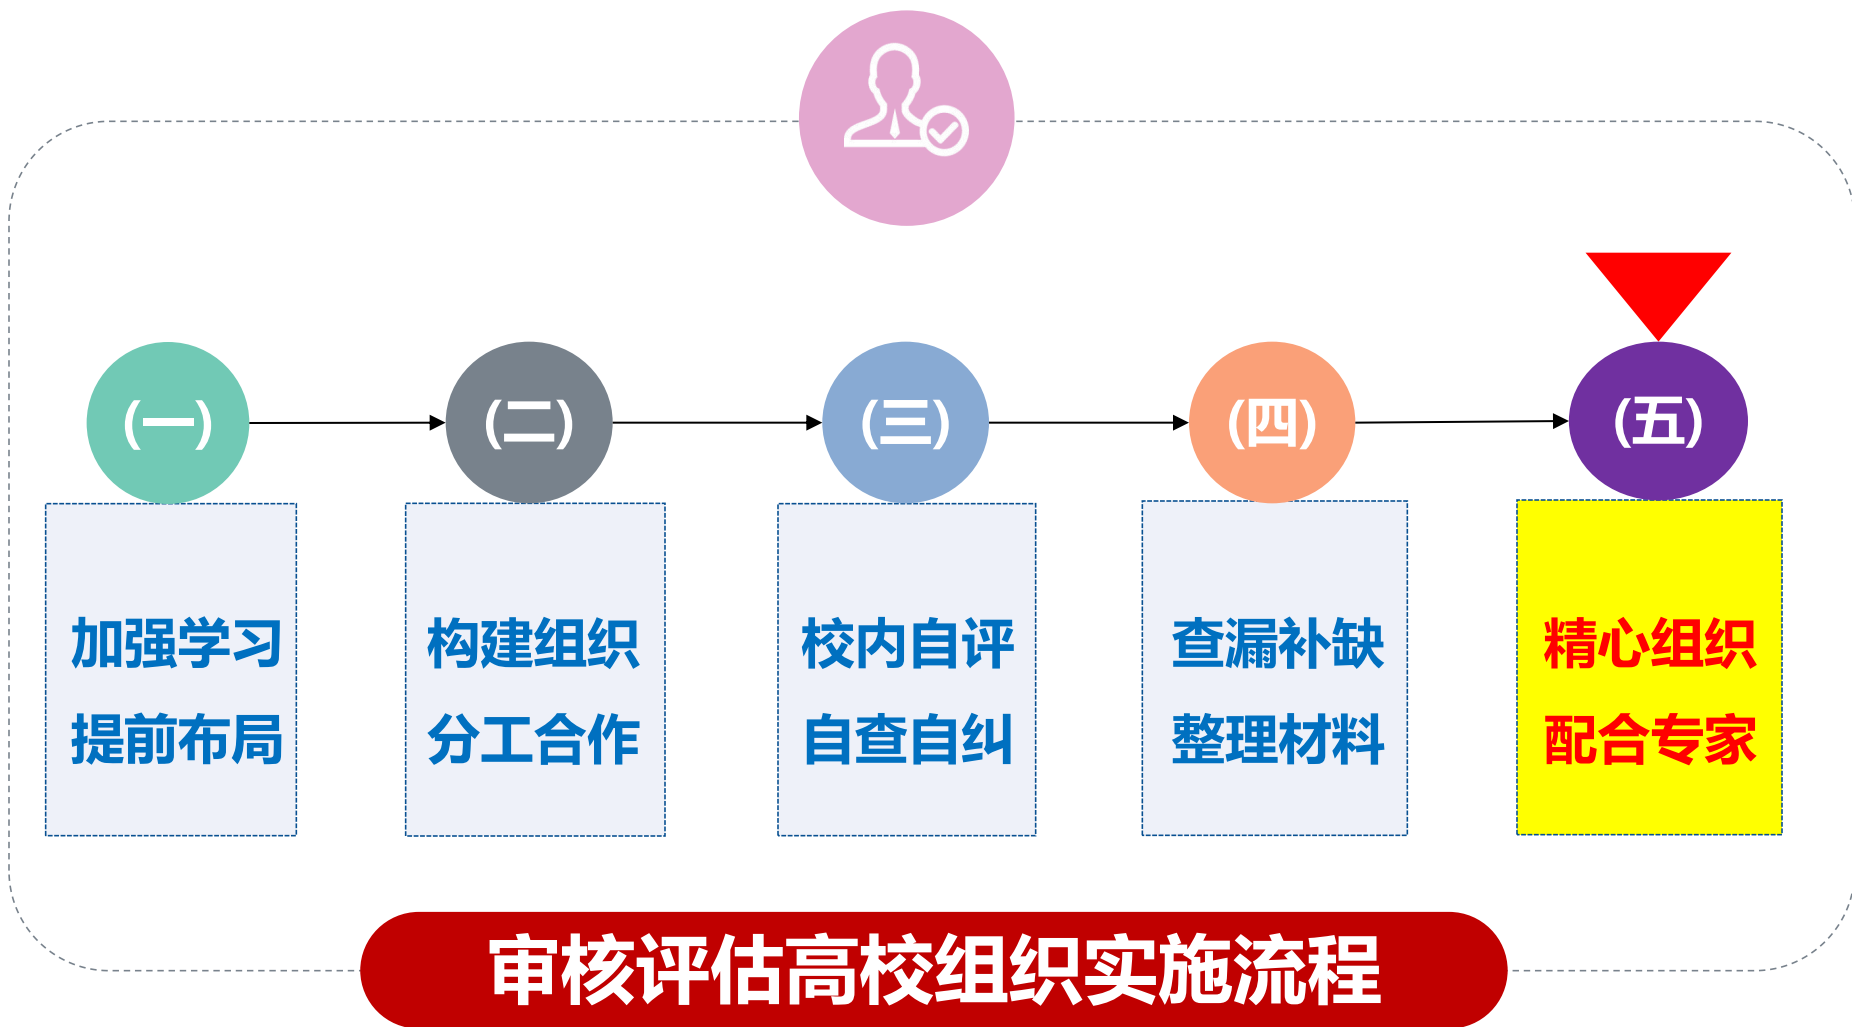 (一)
加强学习
提前布局
(二)
构建组织
分工合作
(三)
校内自评
自查自纠
(四)
查漏补缺
整理材料
(五)
精心组织
配合专家
审核评估高校组织实施流程